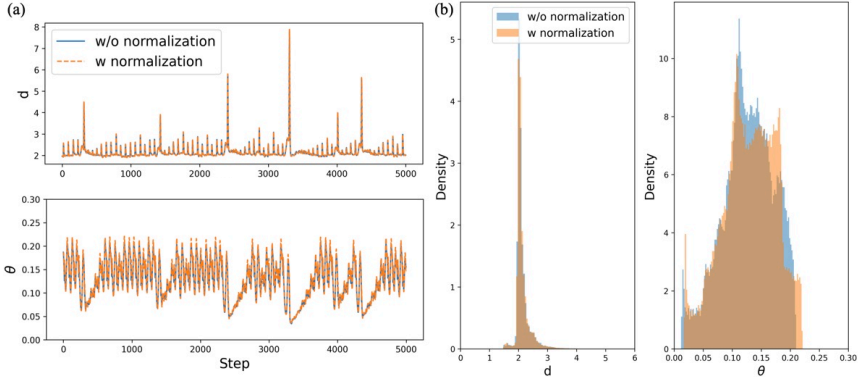 (a)
w/o normalization
w normalization
d
8
7
6
5
4
3
2
0 1000 2000 3000 4000 5000
θ
0.30
0.25
0.20
0.15
0.10
0.05
0.00
0 1000 2000 3000 4000 5000
Step
(b)
w/o normalization
w normalization
Density
5
4
3
2
1
0
0 1 2 3 4 5 6
d
Density
10
8
6
4
2
0
0.00 0.05 0.10 0.15 0.20 0.25 0.30
θ